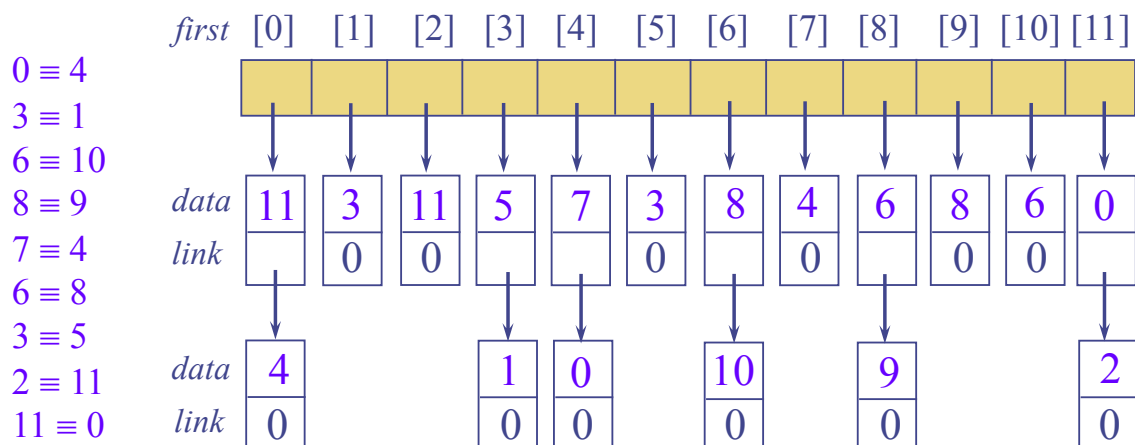 first [0] [1] [2] [3] [4] [5] [6] [7] [8] [9] [10] [11]
0 ≡ 4
3 ≡ 1
6 ≡ 10
8 ≡ 9
7 ≡ 4
6 ≡ 8
3 ≡ 5
2 ≡ 11
11 ≡ 0
data 11 3 11 5 7 3 8 4 6 8 6 0
link 0 0 0 0 0 0
data 4 1 0 10 9 2
link 0 0 0 0 0 0